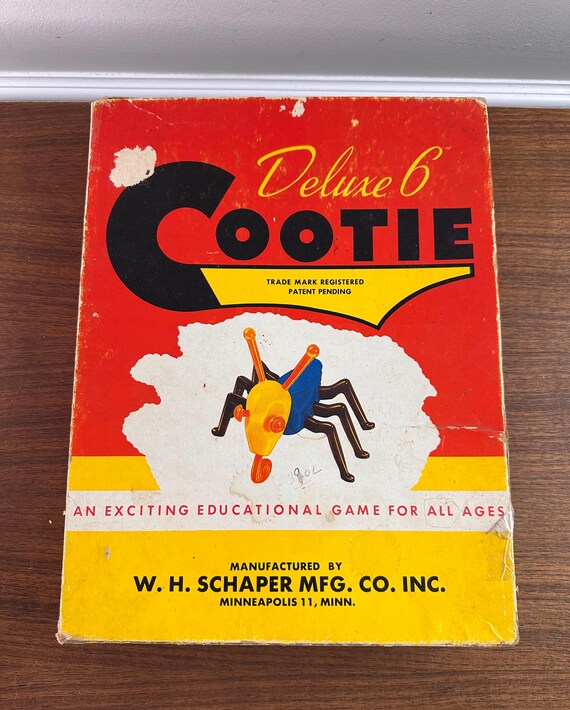 Deluxe 6
COOTIE
TRADE MARK REGISTERED
PATENT PENDING
AN EXCITING EDUCATIONAL GAME FOR ALL AGES
MANUFACTURED BY
W. H. SCHAPER MFG. CO. INC.
MINNEAPOLIS 11, MINN.